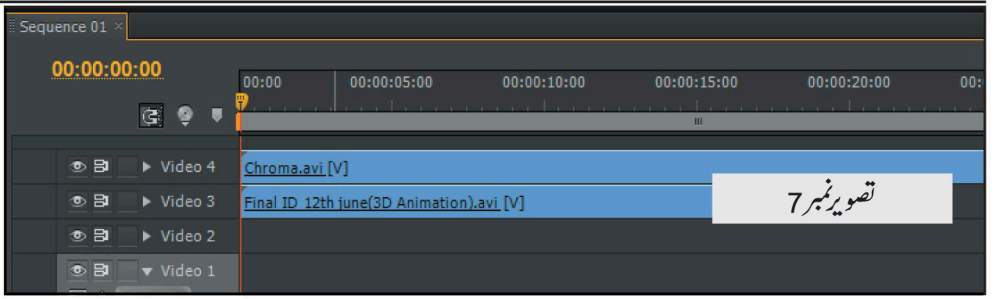 Sequence 01 ×
00:00:00:00
00:00 00:00:05:00 00:00:10:00 00:00:15:00 00:00:20:00 00:
Video 4 Chroma.avi [V]
Video 3 Final ID 12th june(3D Animation).avi [V]
تصویر نمبر 7
Video 2
Video 1